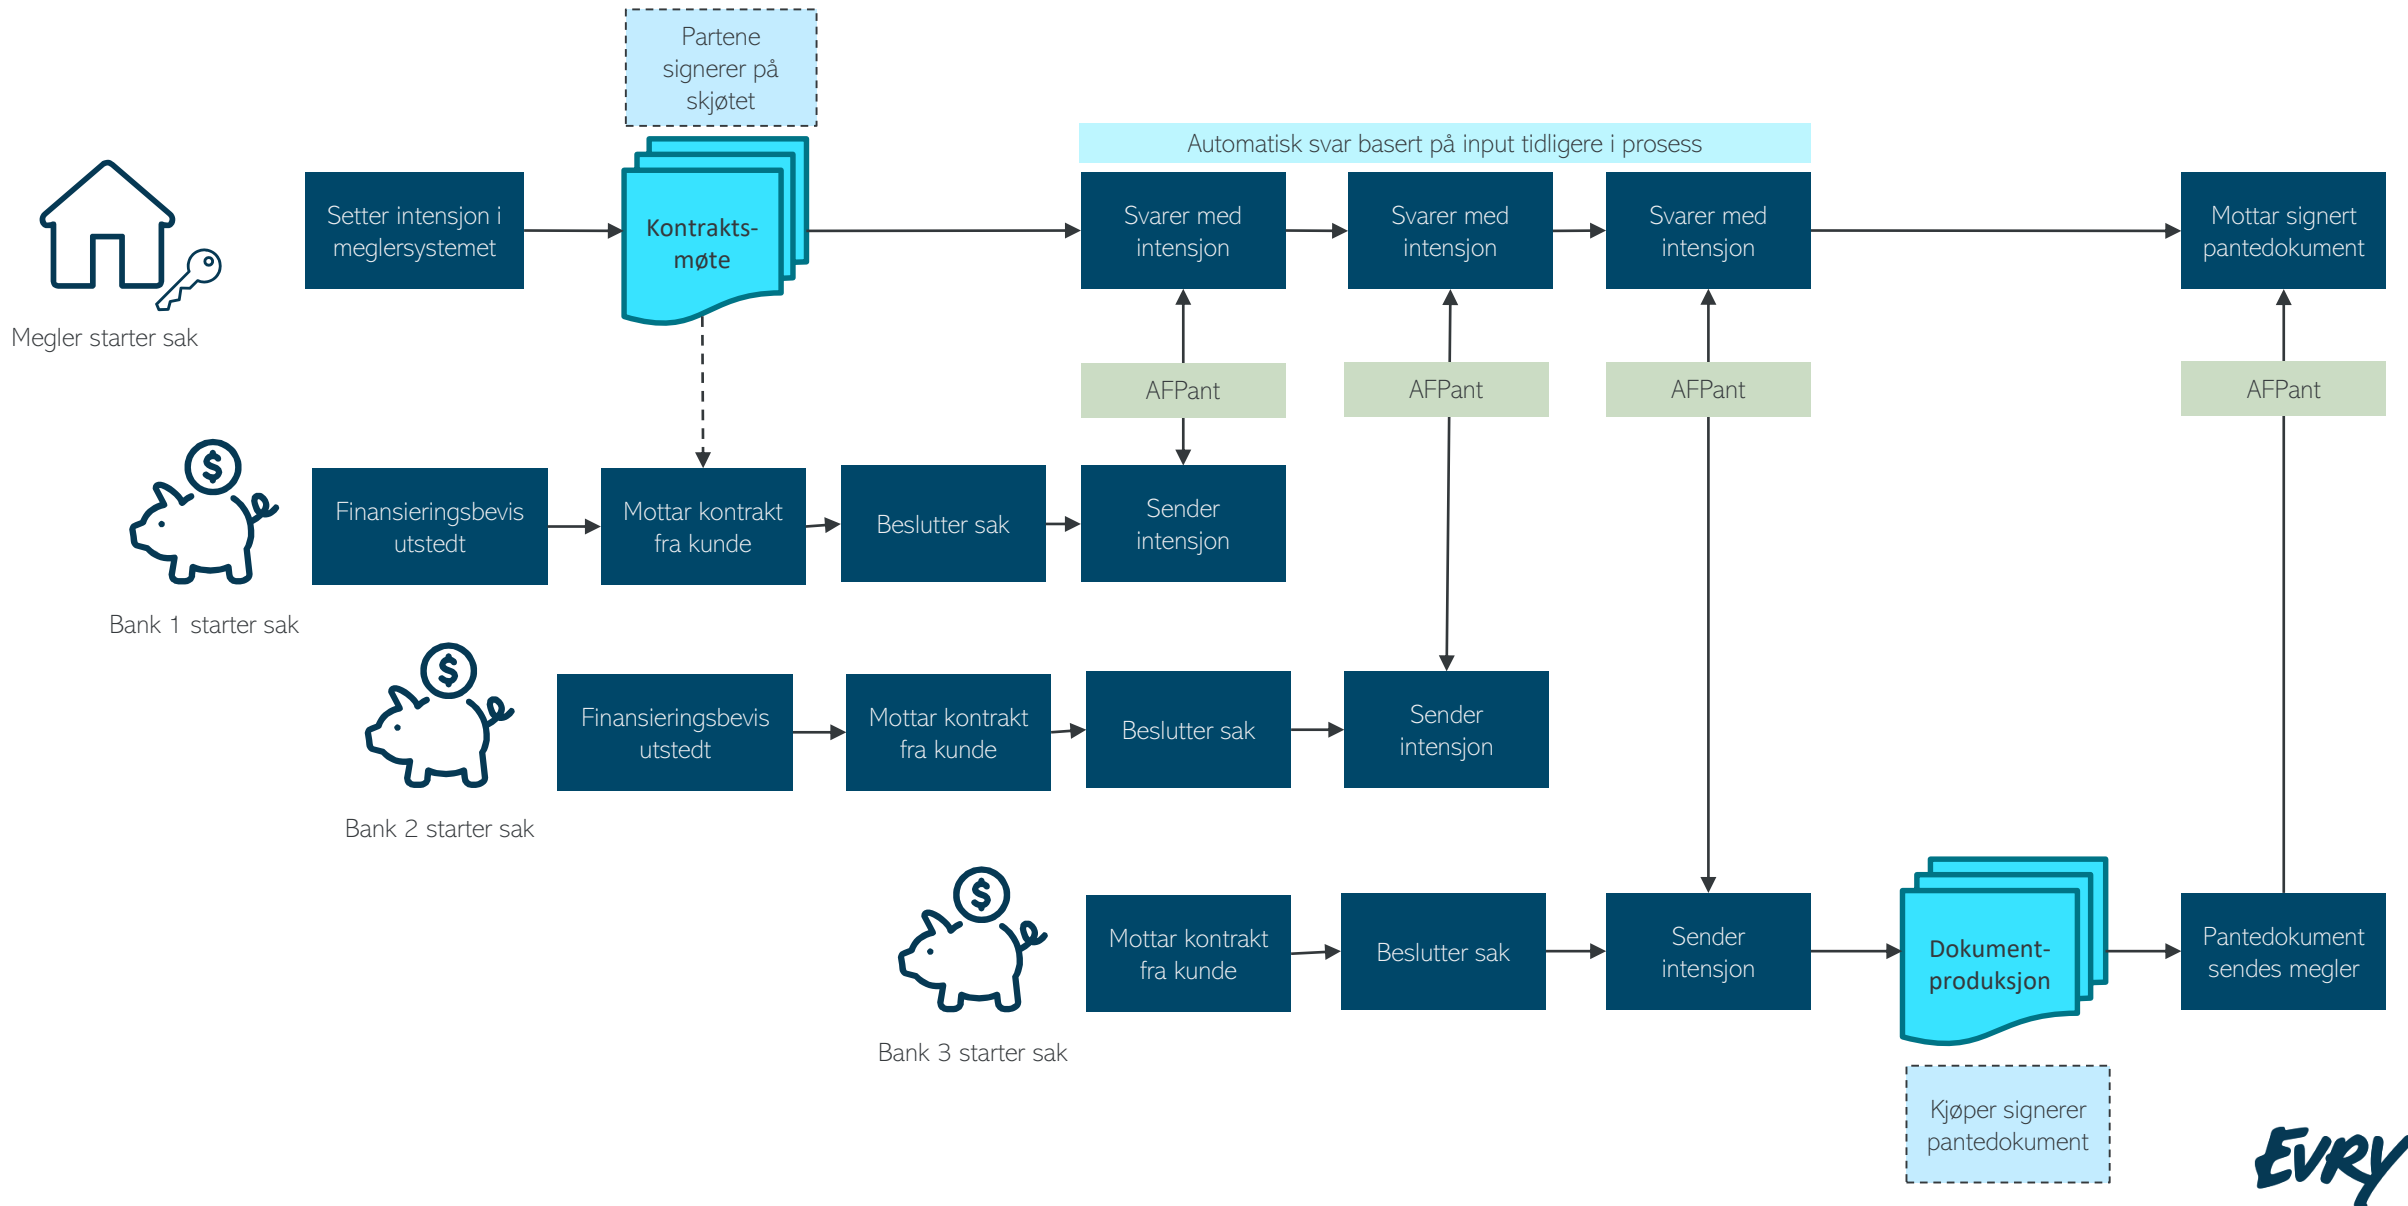 Partene
signerer på
skjøtet
Automatisk svar basert på input tidligere i prosess
Setter intensjon i
meglersystemet
Kontrakts-
møte
Svarer med
intensjon
Svarer med
intensjon
Svarer med
intensjon
Mottar signert
pantedokument
Megler starter sak
AFPant
AFPant
AFPant
AFPant
$
Finansieringsbevis
utstedt
Mottar kontrakt
fra kunde
Beslutter sak
Sender
intensjon
Bank 1 starter sak
$
Finansieringsbevis
utstedt
Mottar kontrakt
fra kunde
Beslutter sak
Sender
intensjon
Bank 2 starter sak
$
Mottar kontrakt
fra kunde
Beslutter sak
Sender
intensjon
Dokument-
produksjon
Pantedokument
sendes megler
Bank 3 starter sak
Kjøper signerer
pantedokument
EVRY